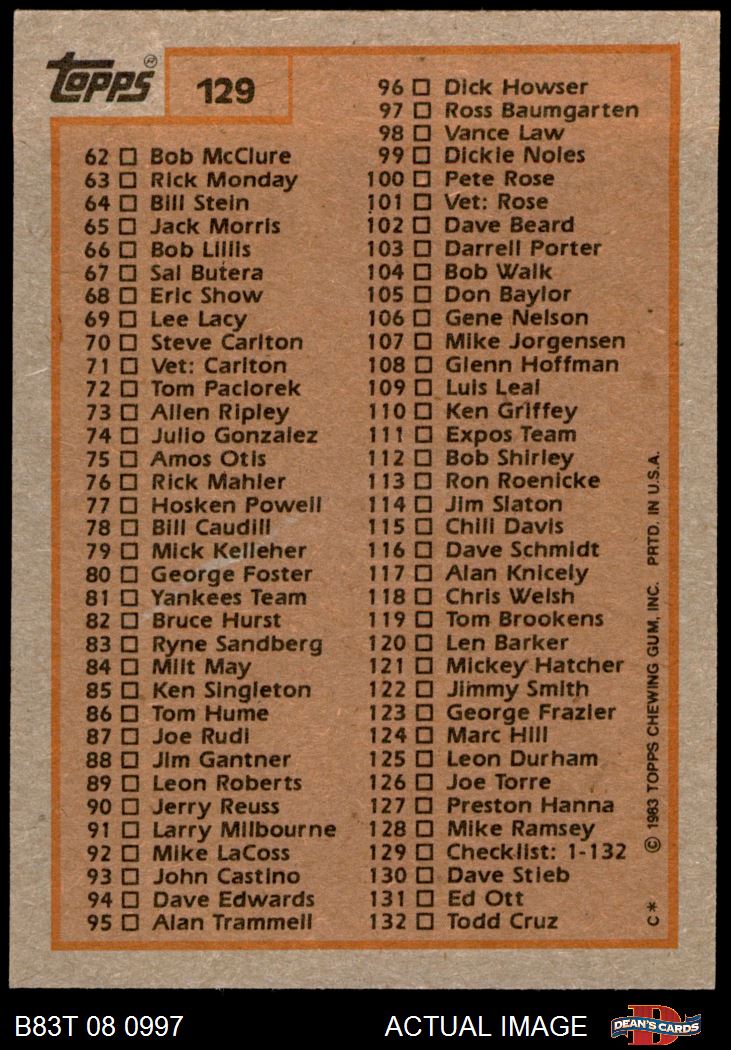 TOPPS®
129
62 Bob McClure
63 Rick Monday
64 Bill Stein
65 Jack Morris
66 Bob Lillis
67 Sal Butera
68 Eric Show
69 Lee Lacy
70 Steve Carlton
71 Vet: Carlton
72 Tom Paciorek
73 Allen Ripley
74 Julio Gonzalez
75 Amos Otis
76 Rick Mahler
77 Hosken Powell
78 Bill Caudill
79 Mick Kelleher
80 George Foster
81 Yankees Team
82 Bruce Hurst
83 Ryne Sandberg
84 Milt May
85 Ken Singleton
86 Tom Hume
87 Joe Rudi
88 Jim Gantner
89 Leon Roberts
90 Jerry Reuss
91 Larry Milbourne
92 Mike LaCoss
93 John Castino
94 Dave Edwards
95 Alan Trammell
96 Dick Howser
97 Ross Baumgarten
98 Vance Law
99 Dickie Noles
100 Pete Rose
101 Vet: Rose
102 Dave Beard
103 Darrell Porter
104 Bob Walk
105 Don Baylor
106 Gene Nelson
107 Mike Jorgensen
108 Glenn Hoffman
109 Luis Leal
110 Ken Griffey
111 Expos Team
112 Bob Shirley
113 Ron Roenicke
114 Jim Slaton
115 Chili Davis
116 Dave Schmidt
117 Alan Knicely
118 Chris Welsh
119 Tom Brookens
120 Len Barker
121 Mickey Hatcher
122 Jimmy Smith
123 George Frazier
124 Marc Hill
125 Leon Durham
126 Joe Torre
127 Preston Hanna
128 Mike Ramsey
129 Checklist: 1-132
130 Dave Stieb
131 Ed Ott
132 Todd Cruz
C* © 1983 TOPPS CHEWING GUM, INC. PRTD. IN U.S.A.
B83T 08 0997
ACTUAL IMAGE
D
DEAN'S CARDS